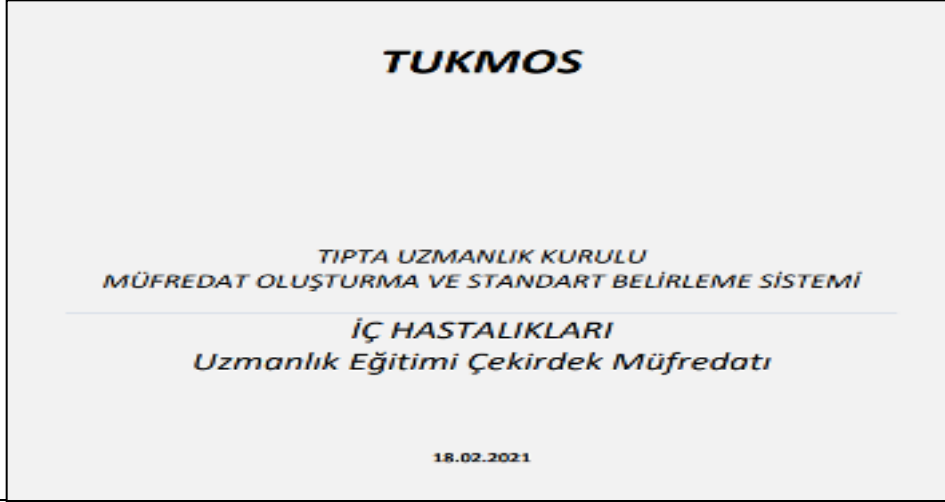 TUKMOS
TIPTA UZMANLIK KURULU
MÜFREDAT OLUŞTURMA VE STANDART BELİRLEME SİSTEMİ
İÇ HASTALIKLARI
Uzmanlık Eğitimi Çekirdek Müfredatı
18.02.2021